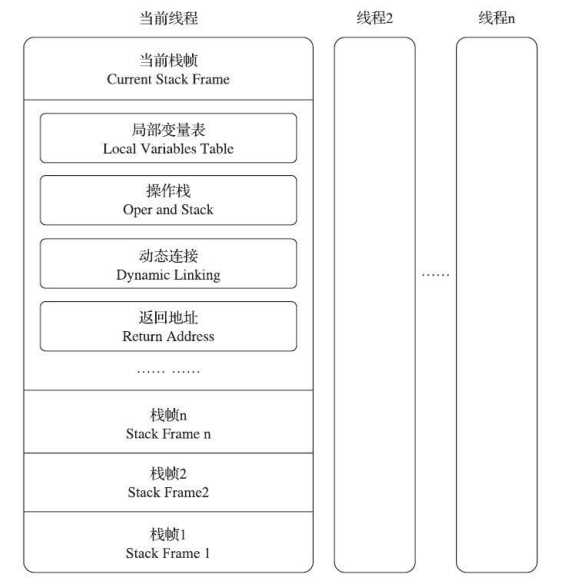 当前线程
线程2
线程n
当前栈帧
Current Stack Frame
局部变量表
Local Variables Table
操作栈
Oper and Stack
动态连接
Dynamic Linking
返回地址
Return Address
…… ……
……
栈帧n
Stack Frame n
栈帧2
Stack Frame2
栈帧1
Stack Frame 1